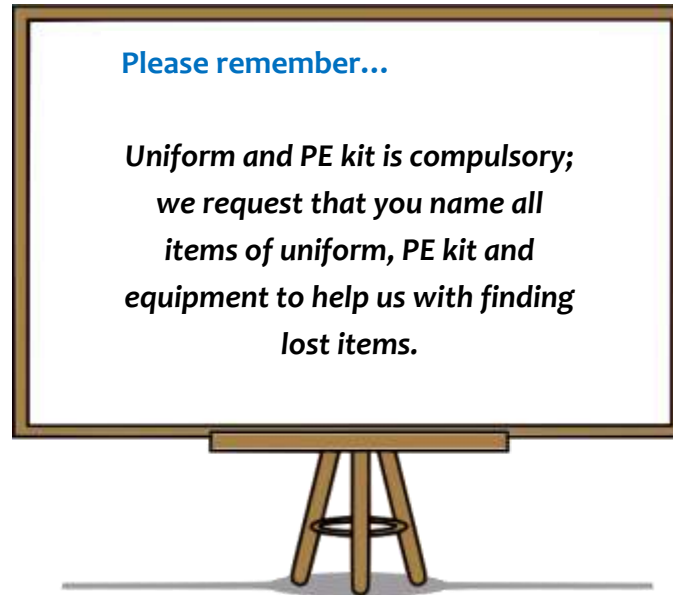 Please remember...
Uniform and PE kit is compulsory;
we request that you name all
items of uniform, PE kit and
equipment to help us with finding
lost items.